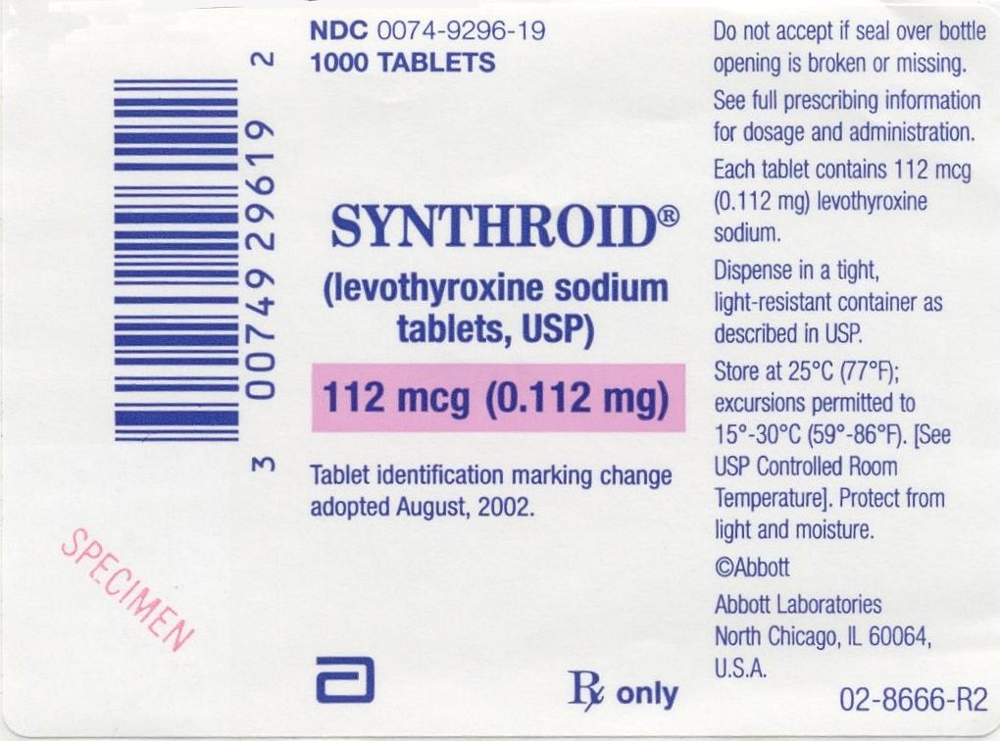 NDC 0074-9296-19
1000 TABLETS
SYNTHROID®
(levothyroxine sodium
tablets, USP)
112 mcg (0.112 mg)
Tablet identification marking change
adopted August, 2002.
Rx only
3 0074929619 2
SPECIMEN
Do not accept if seal over bottle
opening is broken or missing.
See full prescribing information
for dosage and administration.
Each tablet contains 112 mcg
(0.112 mg) levothyroxine
sodium.
Dispense in a tight,
light-resistant container as
described in USP.
Store at 25°C (77°F);
excursions permitted to
15°-30°C (59°-86°F). [See
USP Controlled Room
Temperature]. Protect from
light and moisture.
©Abbott
Abbott Laboratories
North Chicago, IL 60064,
U.S.A.
02-8666-R2